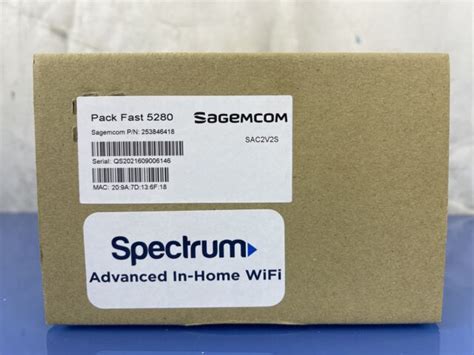 Pack Fast 5280
SAGEMCOM
Sagemcom P/N: 253846418
SAC2V2S
Serial: QS2021609006146
MAC: 20:9A:7D:13:6F:18
Spectrum
Advanced In-Home WiFi